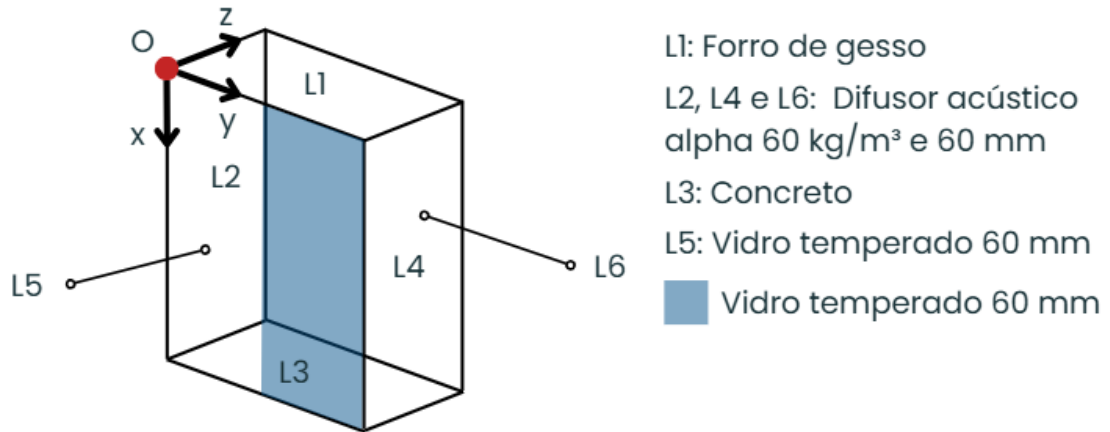 z
O
L1
y
x
L2
L5
L4
L6
L3
L1: Forro de gesso
L2, L4 e L6: Difusor acústico
alpha 60 kg/m³ e 60 mm
L3: Concreto
L5: Vidro temperado 60 mm
Vidro temperado 60 mm